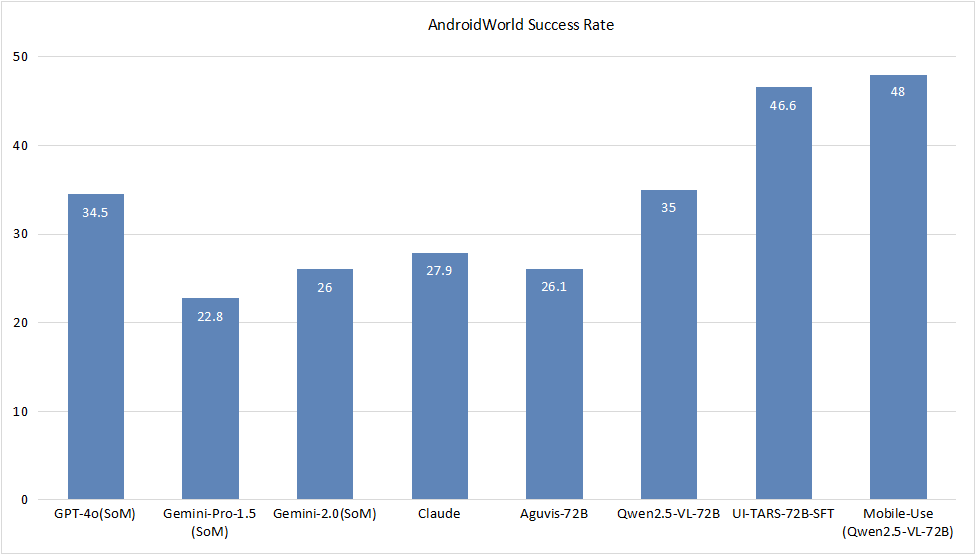 AndroidWorld Success Rate
50
40
30
20
10
0
34.5
22.8
26
27.9
26.1
35
46.6
48
GPT-4o(SoM)
Gemini-Pro-1.5
(SoM)
Gemini-2.0(SoM)
Claude
Aguvis-72B
Qwen2.5-VL-72B
UI-TARS-72B-SFT
Mobile-Use
(Qwen2.5-VL-72B)